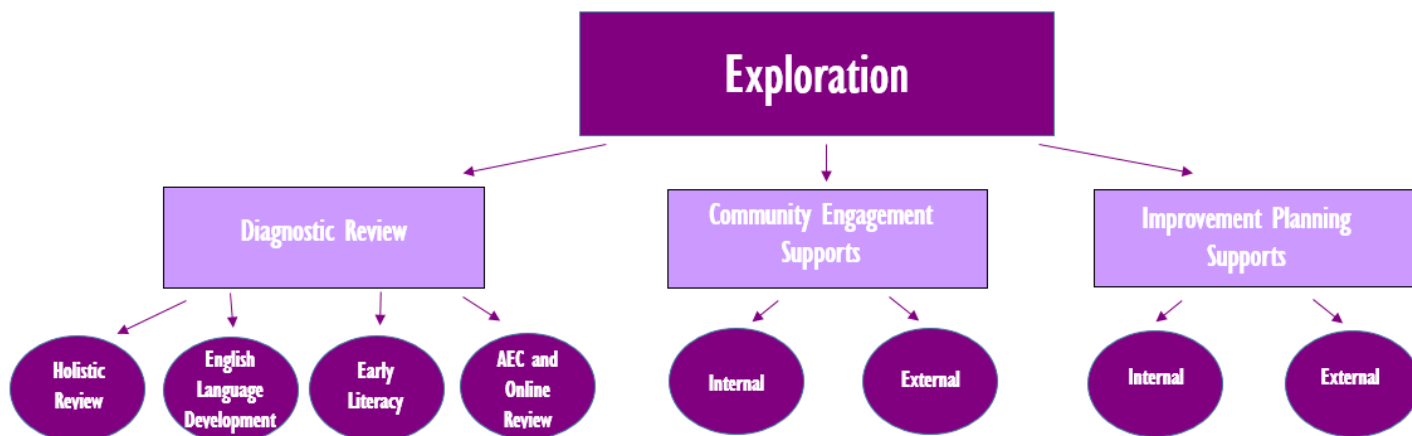 Exploration
Diagnostic Review
Community Engagement
Supports
Improvement Planning
Supports
Holistic
Review
English
Language
Development
Early
Literacy
AEC and
Online
Review
Internal
External
Internal
External